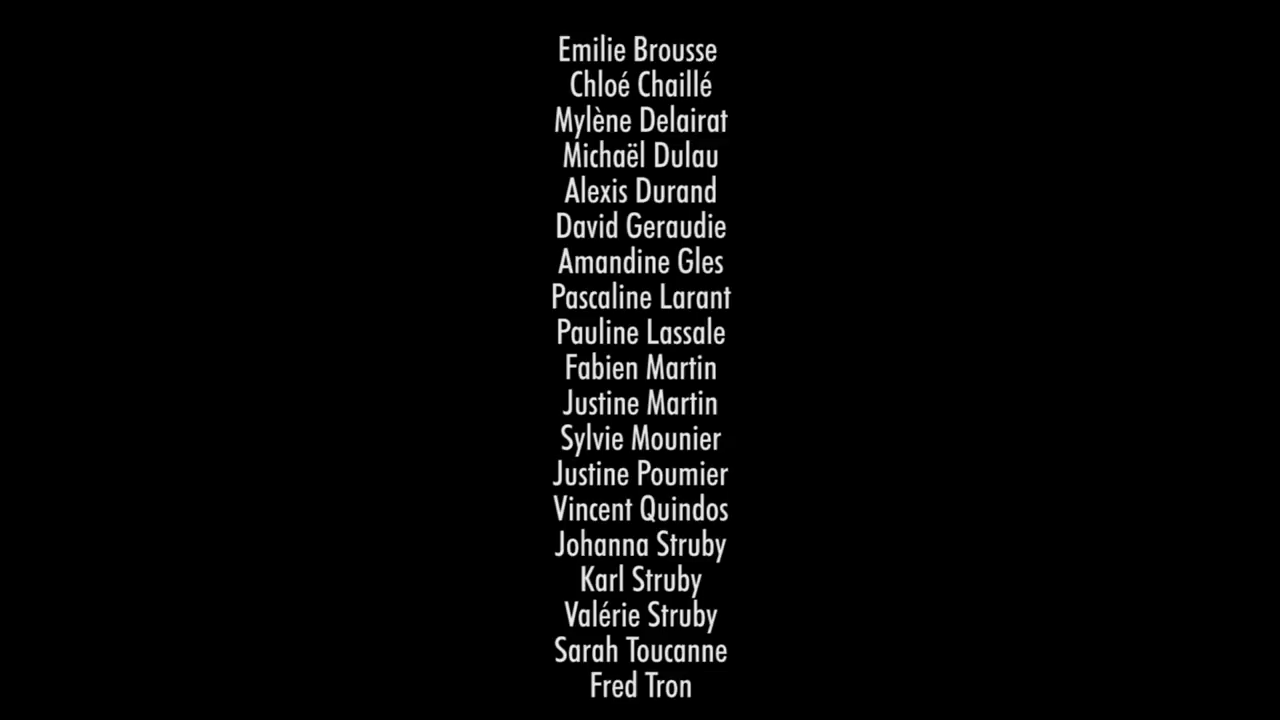 Emilie Brousse
Chloé Chaillé
Mylène Delairat
Michaël Dulau
Alexis Durand
David Geraudie
Amandine Gles
Pascaline Larant
Pauline Lassale
Fabien Martin
Justine Martin
Sylvie Mounier
Justine Poumier
Vincent Quindos
Johanna Struby
Karl Struby
Valérie Struby
Sarah Toucanne
Fred Tron